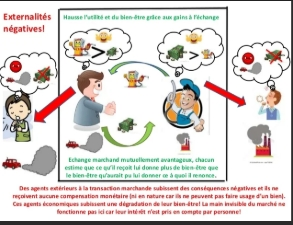 Externalités
négatives!
Hausse l'utilité et du bien-être grâce aux gains à l'échange
Echange marchand mutuellement avantageux, chacun
estime que ce qu'il reçoit lui donne plus de bien-être que
le bien-être qu'aurait pu lui donner ce à quoi il renonce.
Des agents extérieurs à la transaction marchande subissent des conséquences négatives et ils ne
reçoivent aucune compensation monétaire (ni en nature car ils ne peuvent pas faire usage d'un bien).
Ces agents économiques subissent une dégradation de leur bien-être! La main invisible du marché ne
fonctionne pas ici car leur intérêt n'est pris en compte par personne!